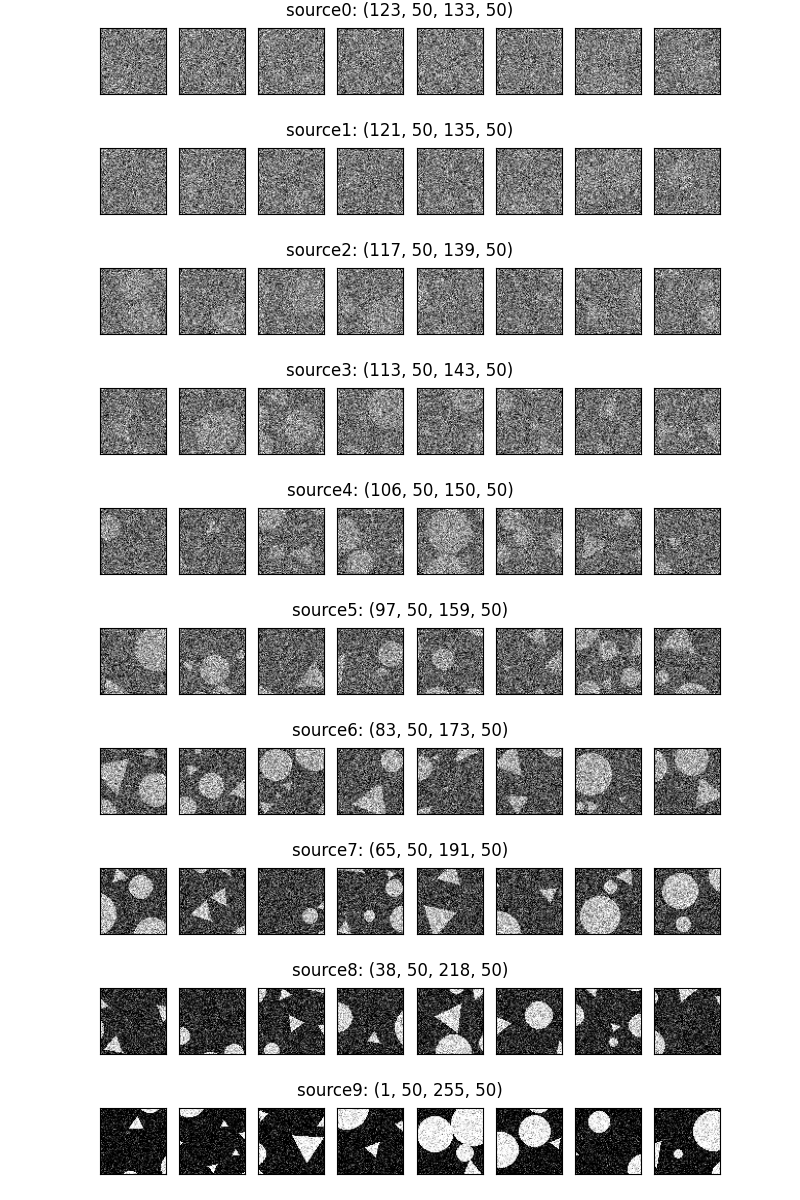 source0: (123, 50, 133, 50)
source1: (121, 50, 135, 50)
source2: (117, 50, 139, 50)
source3: (113, 50, 143, 50)
source4: (106, 50, 150, 50)
source5: (97, 50, 159, 50)
source6: (83, 50, 173, 50)
source7: (65, 50, 191, 50)
source8: (38, 50, 218, 50)
source9: (1, 50, 255, 50)